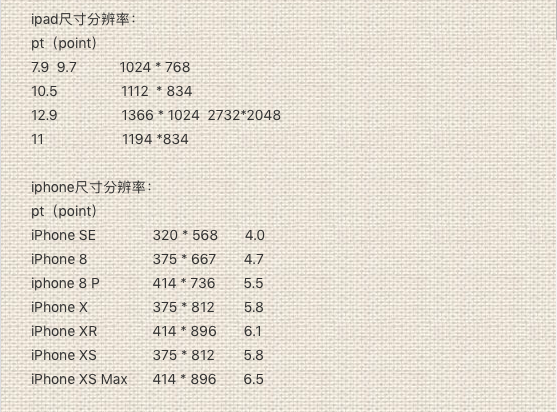 ipad尺寸分辨率：
pt（point）
7.9 9.7 1024 * 768
10.5 1112 * 834
12.9 1366 * 1024 2732*2048
11 1194 *834
iphone尺寸分辨率：
pt（point）
iPhone SE 320 * 568 4.0
iPhone 8 375 * 667 4.7
iphone 8 P 414 * 736 5.5
iPhone X 375 * 812 5.8
iPhone XR 414 * 896 6.1
iPhone XS 375 * 812 5.8
iPhone XS Max 414 * 896 6.5